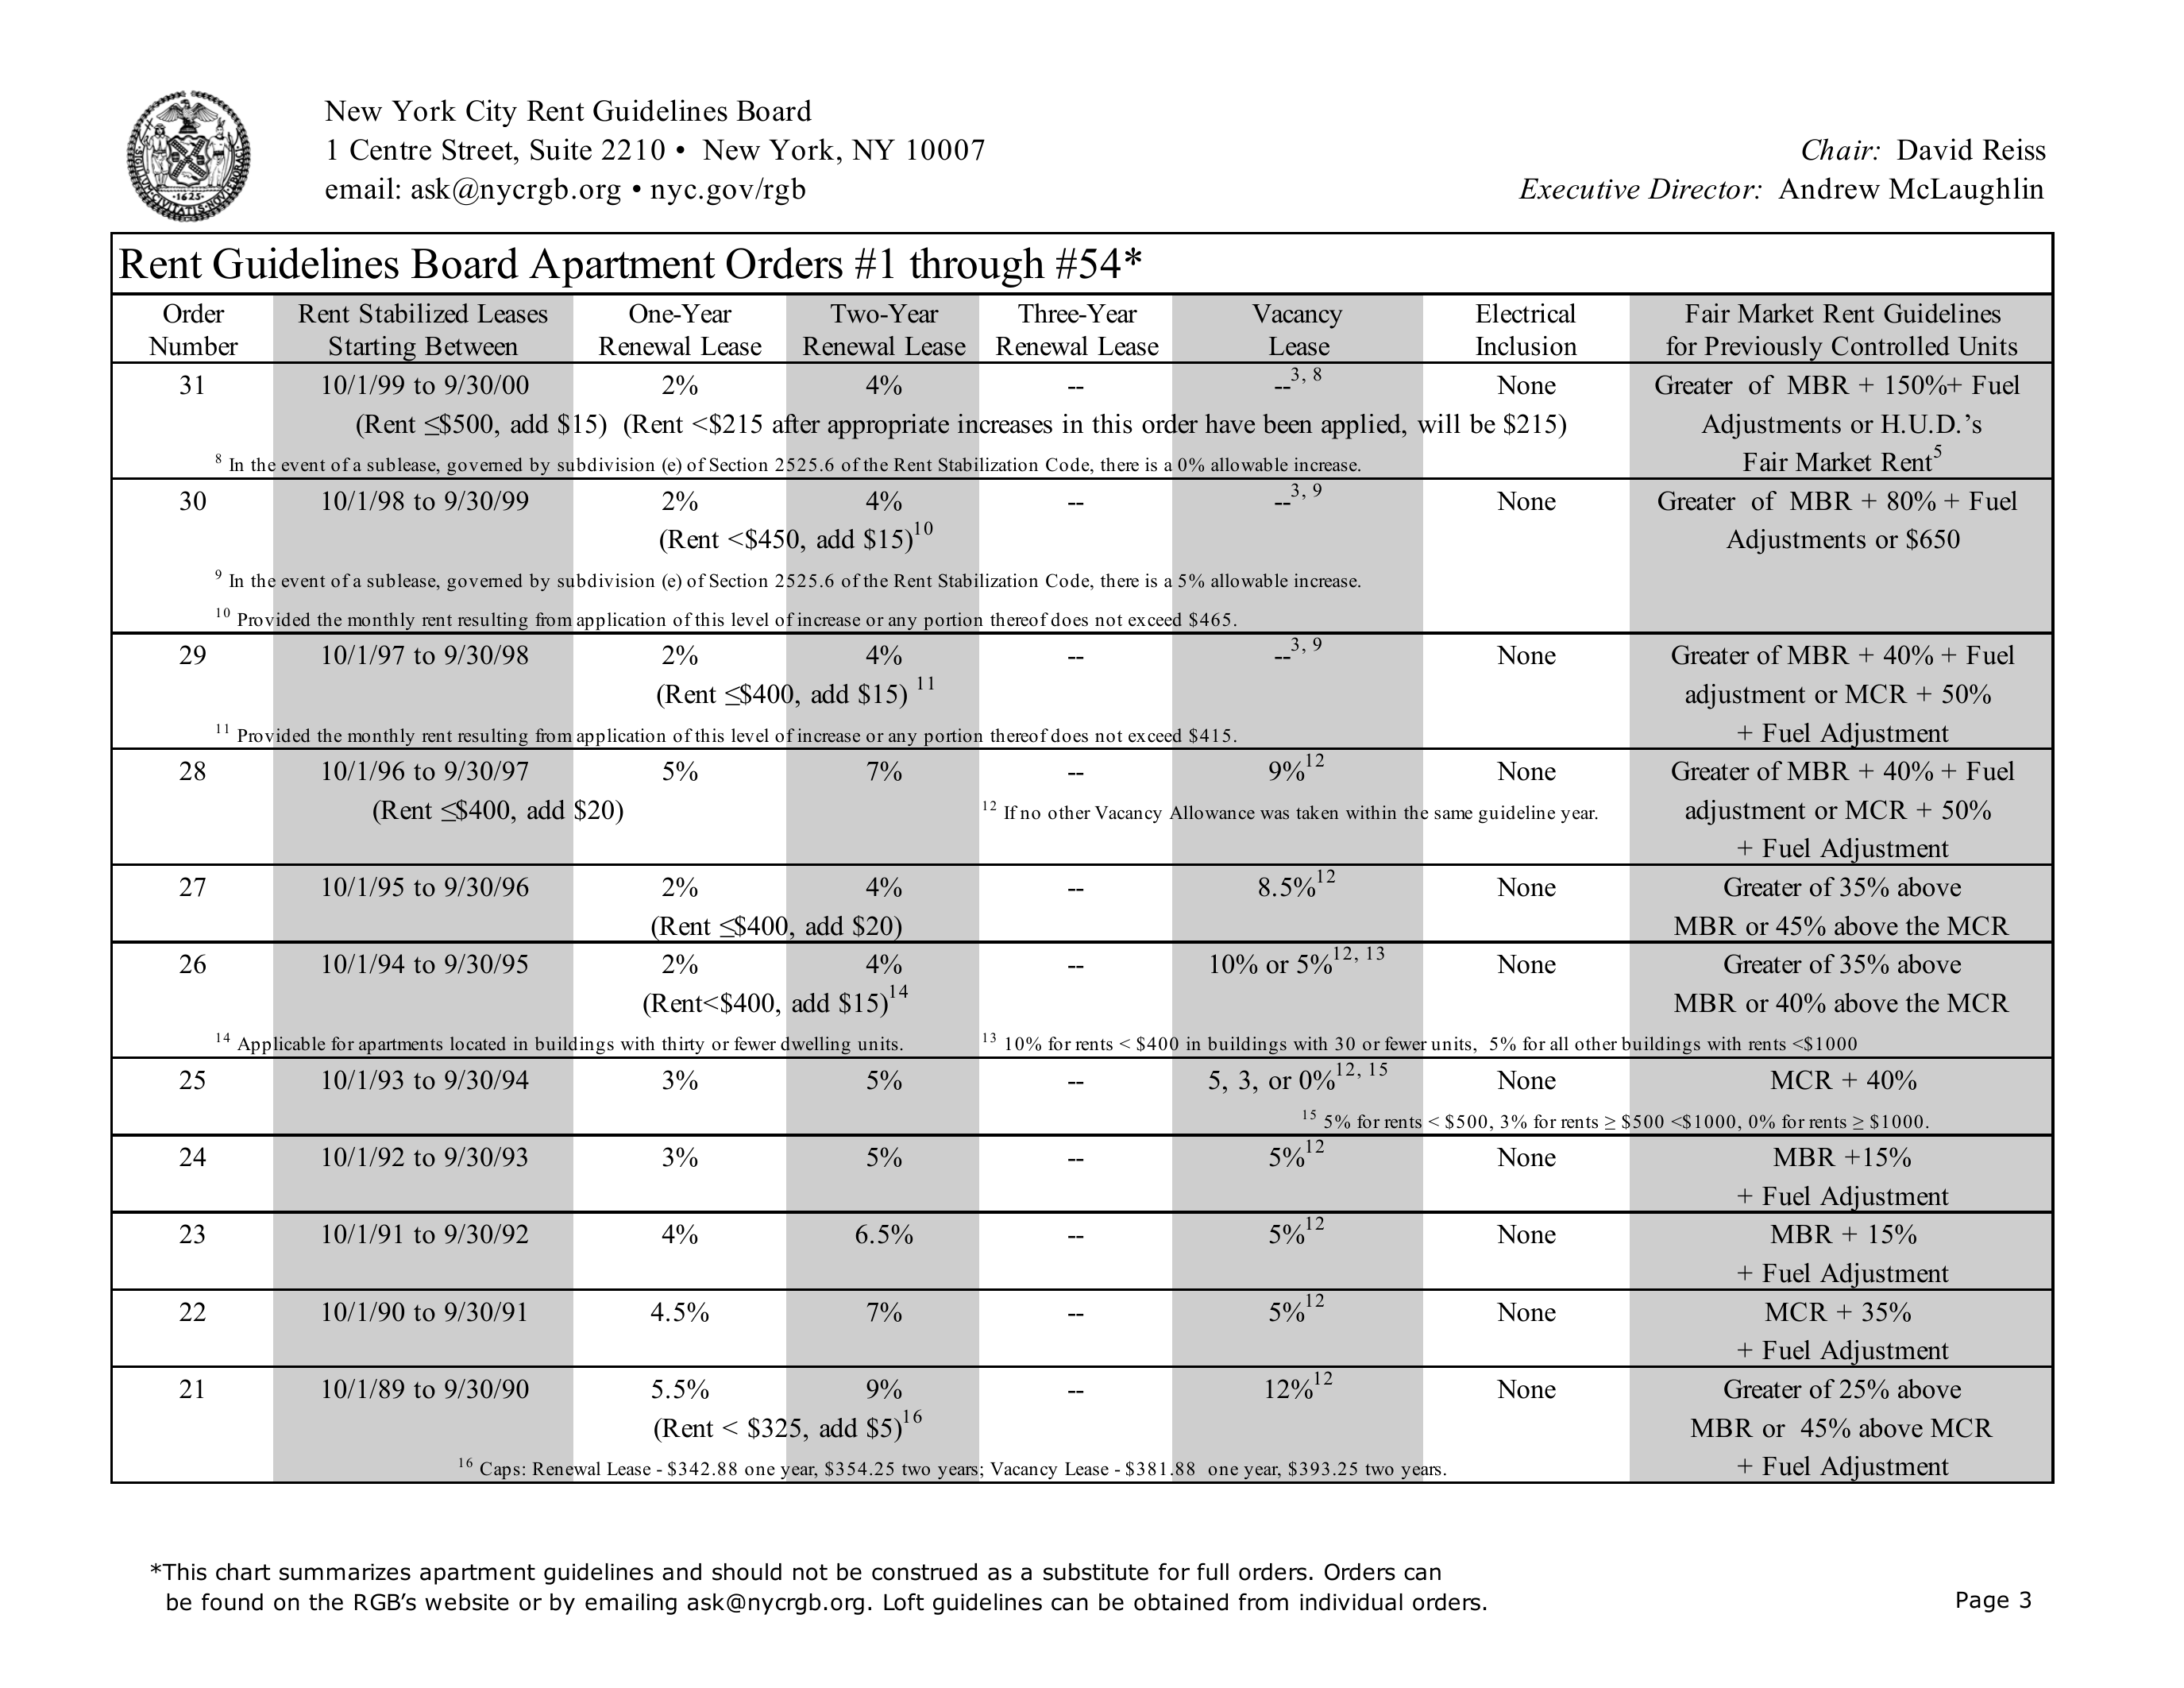 New York City Rent Guidelines Board
1 Centre Street, Suite 2210 • New York, NY 10007
email: ask@nycrgb.org • nyc.gov/rgb
Chair: David Reiss
Executive Director: Andrew McLaughlin
Rent Guidelines Board Apartment Orders #1 through #54*
Order Number Rent Stabilized Leases Starting Between One-Year Renewal Lease Two-Year Renewal Lease Three-Year Renewal Lease Vacancy Lease Electrical Inclusion Fair Market Rent Guidelines for Previously Controlled Units
31 10/1/99 to 9/30/00 2% 4% -- --3, 8 None Greater of MBR + 150%+ Fuel
(Rent ≤$500, add $15) (Rent <$215 after appropriate increases in this order have been applied, will be $215) Adjustments or H.U.D.’s
8 In the event of a sublease, governed by subdivision (e) of Section 2525.6 of the Rent Stabilization Code, there is a 0% allowable increase. Fair Market Rent5
30 10/1/98 to 9/30/99 2% 4% -- --3, 9 None Greater of MBR + 80% + Fuel
(Rent <$450, add $15)10 Adjustments or $650
9 In the event of a sublease, governed by subdivision (e) of Section 2525.6 of the Rent Stabilization Code, there is a 5% allowable increase.
10 Provided the monthly rent resulting from application of this level of increase or any portion thereof does not exceed $465.
29 10/1/97 to 9/30/98 2% 4% -- --3, 9 None Greater of MBR + 40% + Fuel
(Rent ≤$400, add $15) 11 adjustment or MCR + 50%
11 Provided the monthly rent resulting from application of this level of increase or any portion thereof does not exceed $415. + Fuel Adjustment
28 10/1/96 to 9/30/97 5% 7% -- 9%12 None Greater of MBR + 40% + Fuel
(Rent ≤$400, add $20) 12 If no other Vacancy Allowance was taken within the same guideline year. adjustment or MCR + 50%
+ Fuel Adjustment
27 10/1/95 to 9/30/96 2% 4% -- 8.5%12 None Greater of 35% above
(Rent ≤$400, add $20) MBR or 45% above the MCR
26 10/1/94 to 9/30/95 2% 4% -- 10% or 5%12, 13 None Greater of 35% above
(Rent<$400, add $15)14 MBR or 40% above the MCR
14 Applicable for apartments located in buildings with thirty or fewer dwelling units. 13 10% for rents < $400 in buildings with 30 or fewer units, 5% for all other buildings with rents <$1000
25 10/1/93 to 9/30/94 3% 5% -- 5, 3, or 0%12, 15 None MCR + 40%
15 5% for rents < $500, 3% for rents ≥ $500 <$1000, 0% for rents ≥ $1000.
24 10/1/92 to 9/30/93 3% 5% -- 5%12 None MBR +15%
+ Fuel Adjustment
23 10/1/91 to 9/30/92 4% 6.5% -- 5%12 None MBR + 15%
+ Fuel Adjustment
22 10/1/90 to 9/30/91 4.5% 7% -- 5%12 None MCR + 35%
+ Fuel Adjustment
21 10/1/89 to 9/30/90 5.5% 9% -- 12%12 None Greater of 25% above
(Rent < $325, add $5)16 MBR or 45% above MCR
16 Caps: Renewal Lease - $342.88 one year, $354.25 two years; Vacancy Lease - $381.88 one year, $393.25 two years. + Fuel Adjustment
*This chart summarizes apartment guidelines and should not be construed as a substitute for full orders. Orders can
be found on the RGB’s website or by emailing ask@nycrgb.org. Loft guidelines can be obtained from individual orders.
Page 3